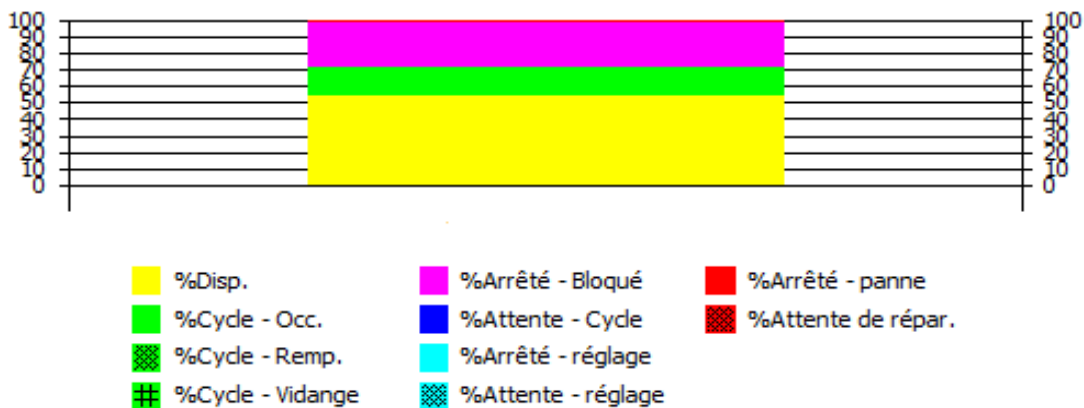 100 100
90 90
80 80
70 70
60 60
50 50
40 40
30 30
20 20
10 10
0 0
%Disp. %Arrêté - Bloqué %Arrêté - panne
%Cycle - Occ. %Attente - Cycle %Attente de répar.
%Cycle - Remp. %Arrêté - réglage
%Cycle - Vidange %Attente - réglage